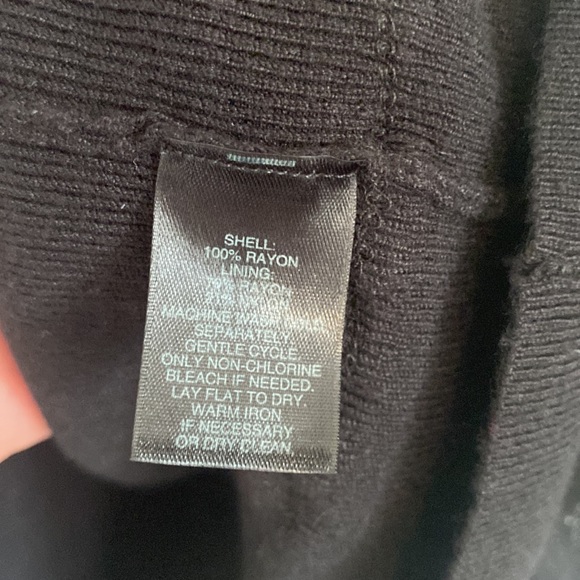 SHELL:
100% RAYON
LINING:
RAYON
MACHINE WASH
SEPARATELY.
GENTLE CYCLE.
ONLY NON-CHLORINE
BLEACH IF NEEDED.
LAY FLAT TO DRY.
WARM IRON
IF NECESSARY
OR DRY CLEAN